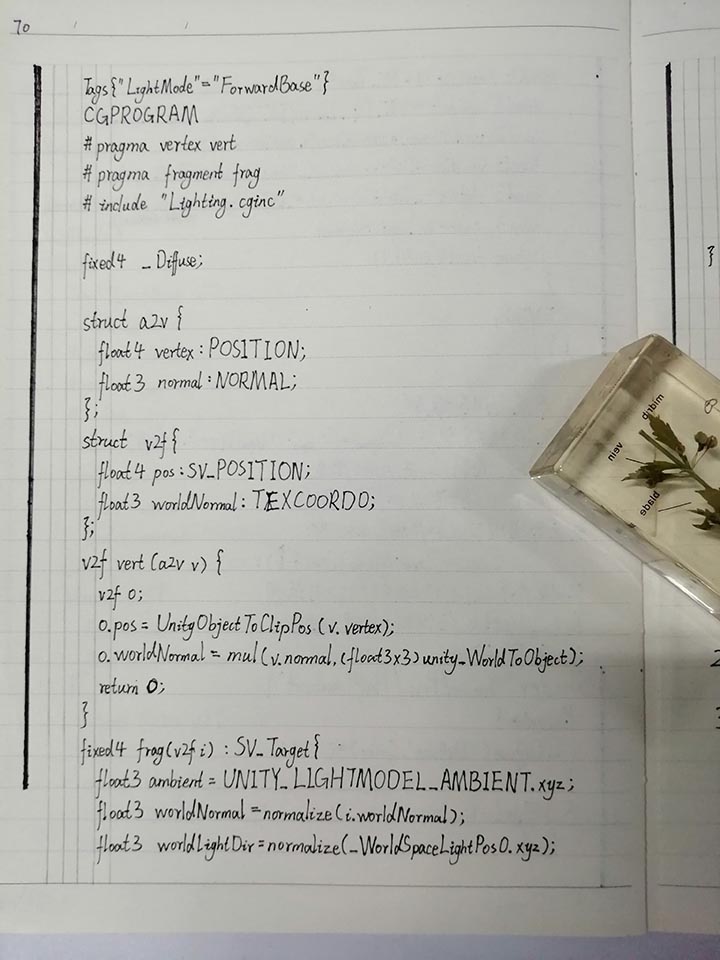 70
Tags{"LightMode"="ForwardBase"}
CGPROGRAM
# pragma vertex vert
# pragma fragment frag
# include "Lighting.cginc"
fixed4 _Diffuse;
struct a2v {
float4 vertex : POSITION;
float3 normal : NORMAL;
};
struct v2f {
float4 pos : SV_POSITION;
float3 worldNormal : TEXCOORD0;
};
v2f vert (a2v v) {
v2f o;
o.pos = UnityObjectToClipPos (v.vertex);
o.worldNormal = mul (v.normal, (float3x3) unity_WorldToObject);
return o;
}
fixed4 frag(v2f i) : SV_Target{
float3 ambient = UNITY_LIGHTMODEL_AMBIENT.xyz;
float3 worldNormal = normalize(i.worldNormal);
float3 worldLightDir = normalize(_WorldSpaceLightPos0.xyz);
}
midrib
vein
blade